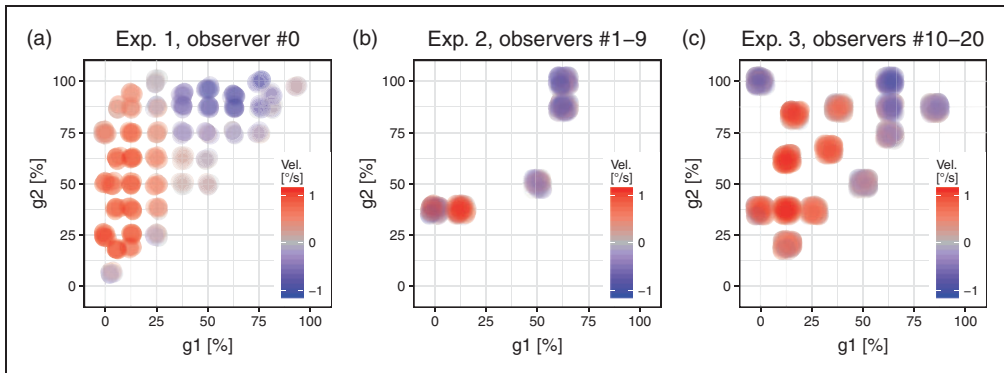 (a) Exp. 1, observer #0
100
75
50
25
0
g2 [%]
0 25 50 75 100
g1 [%]
Vel.
[°/s]
1
0
−1
(b) Exp. 2, observers #1–9
100
75
50
25
0
g2 [%]
0 25 50 75 100
g1 [%]
Vel.
[°/s]
1
0
−1
(c) Exp. 3, observers #10–20
100
75
50
25
0
g2 [%]
0 25 50 75 100
g1 [%]
Vel.
[°/s]
1
0
−1